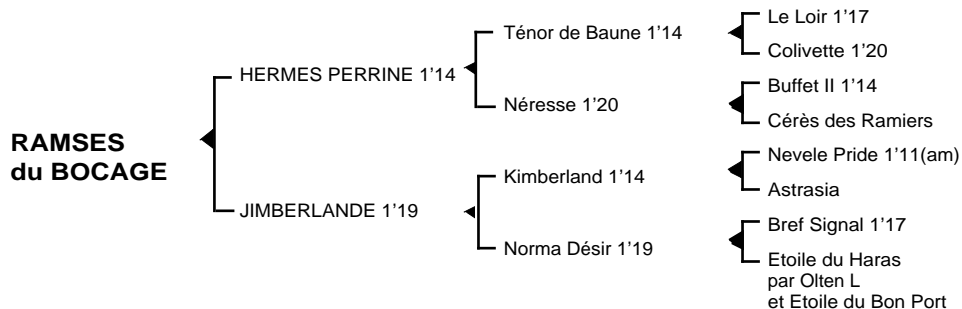 RAMSES
du BOCAGE
HERMES PERRINE 1’14
JIMBERLANDE 1’19
Ténor de Baune 1’14
Néresse 1’20
Kimberland 1’14
Norma Désir 1’19
Le Loir 1’17
Colivette 1’20
Buffet II 1’14
Cérès des Ramiers
Nevele Pride 1’11(am)
Astrasia
Bref Signal 1’17
Etoile du Haras
par Olten L
et Etoile du Bon Port